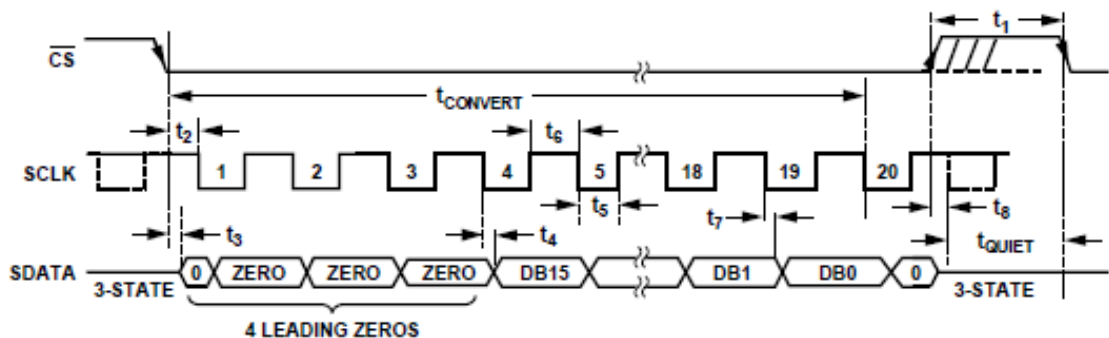 t1
CS
tCONVERT
t2
t6
SCLK
1 2 3 4 5 18 19 20
t5
t7
t8
t3
t4
tQUIET
SDATA
0 ZERO ZERO ZERO DB15 DB1 DB0 0
3-STATE
3-STATE
4 LEADING ZEROS